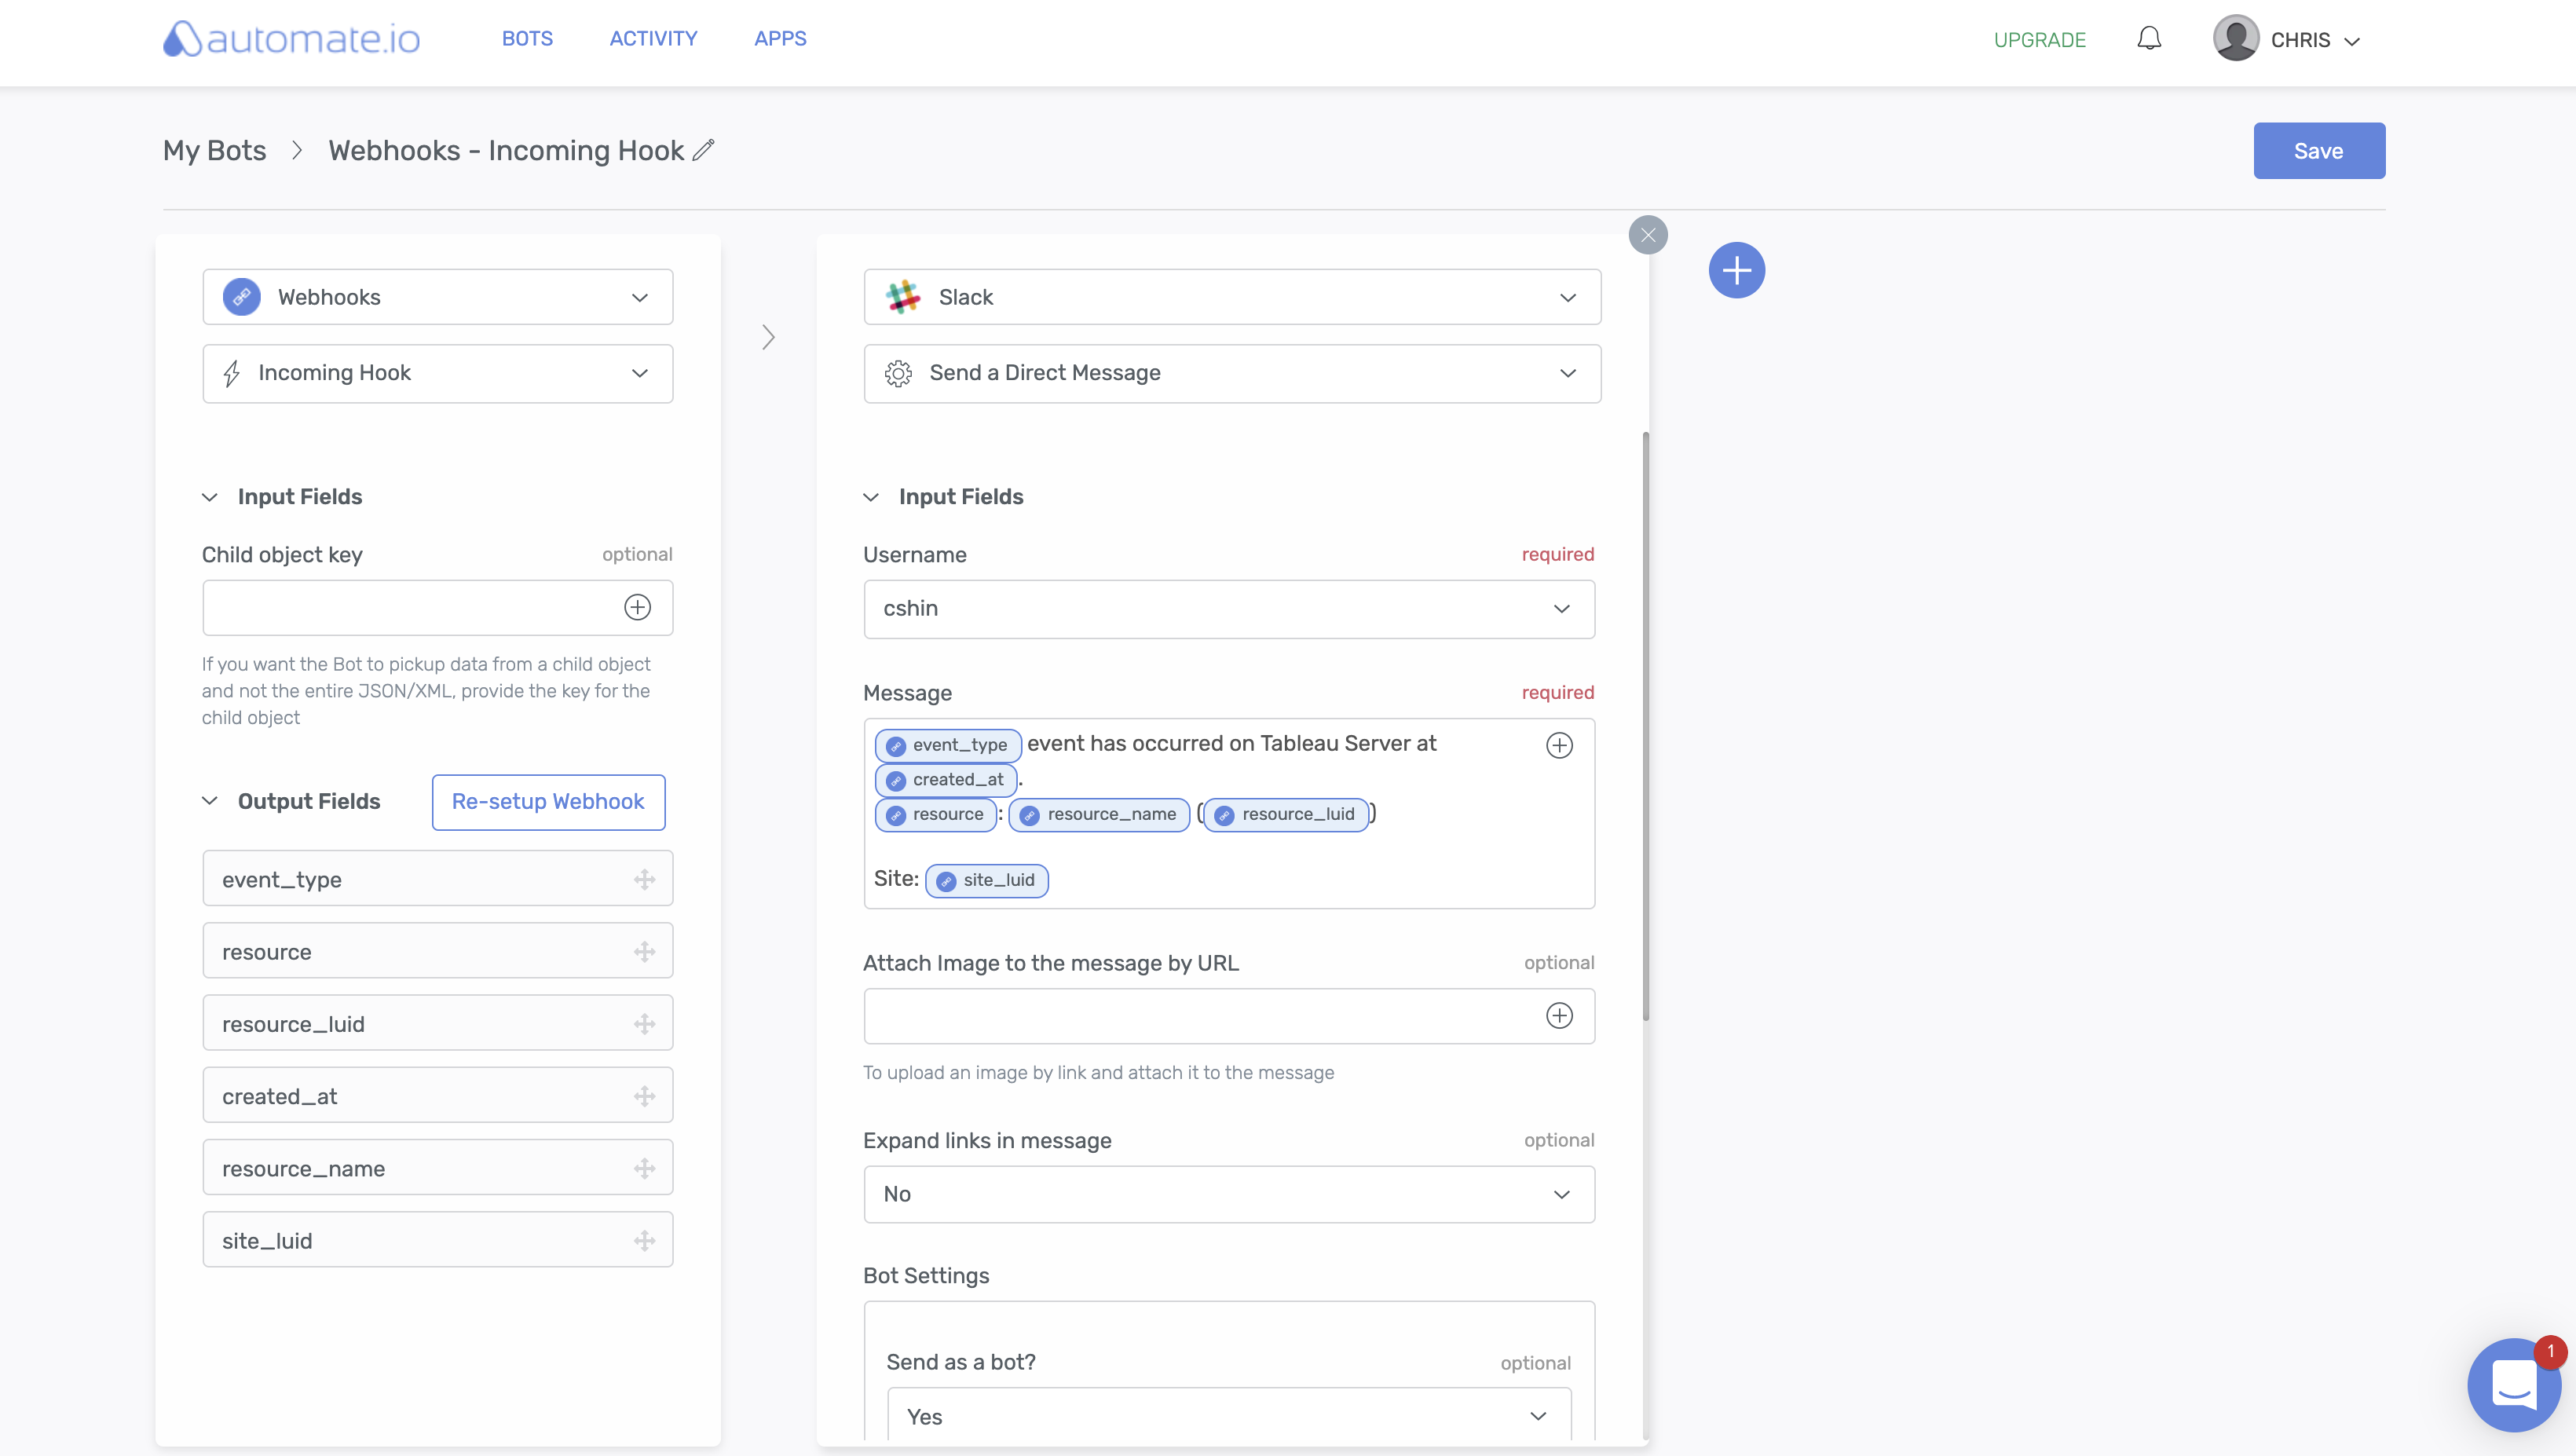 automate.io
BOTS
ACTIVITY
APPS
UPGRADE
CHRIS
My Bots
Webhooks - Incoming Hook
Save
Webhooks
Incoming Hook
Input Fields
Child object key
optional
If you want the Bot to pickup data from a child object
and not the entire JSON/XML, provide the key for the
child object
Output Fields
Re-setup Webhook
event_type
resource
resource_luid
created_at
resource_name
site_luid
Slack
Send a Direct Message
Input Fields
Username
required
cshin
Message
required
event_type event has occurred on Tableau Server at
created_at .
resource : resource_name ( resource_luid )
Site: site_luid
Attach Image to the message by URL
optional
To upload an image by link and attach it to the message
Expand links in message
optional
No
Bot Settings
Send as a bot?
optional
Yes
1